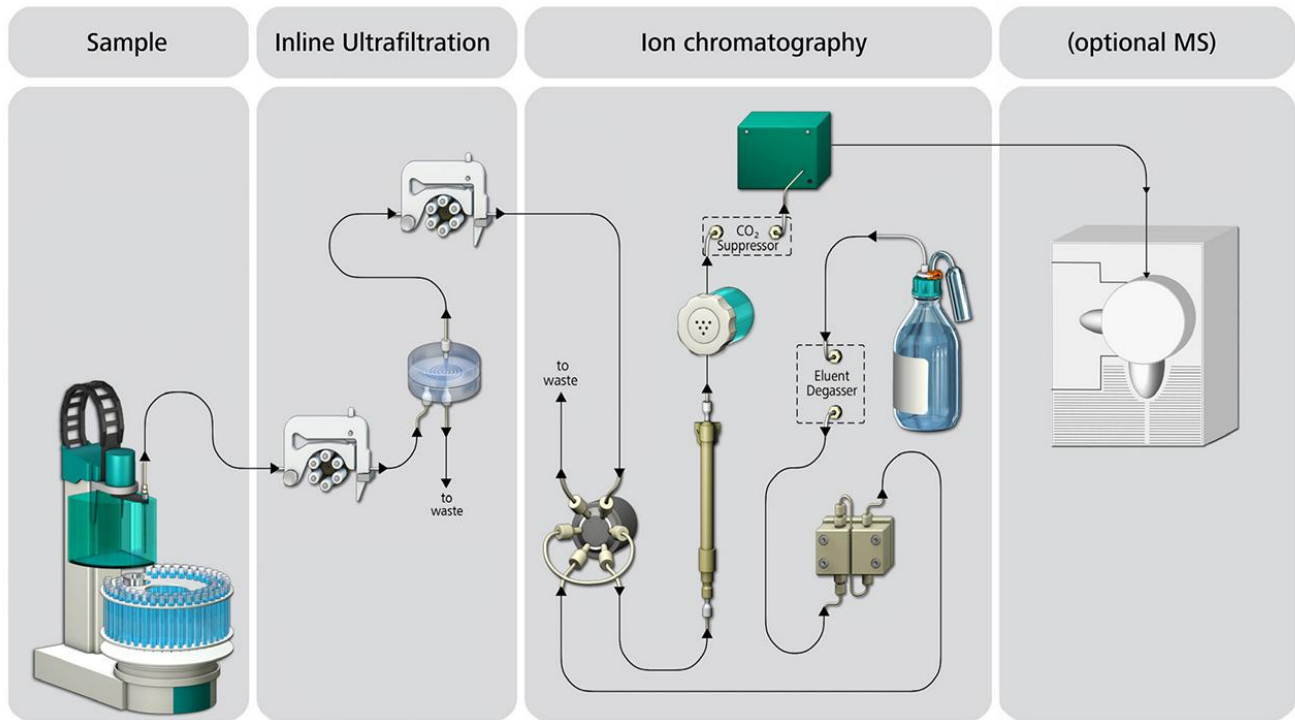 Sample
Inline Ultrafiltration
Ion chromatography
(optional MS)
CO₂
Suppressor
Eluent
Degasser
to
waste
to
waste